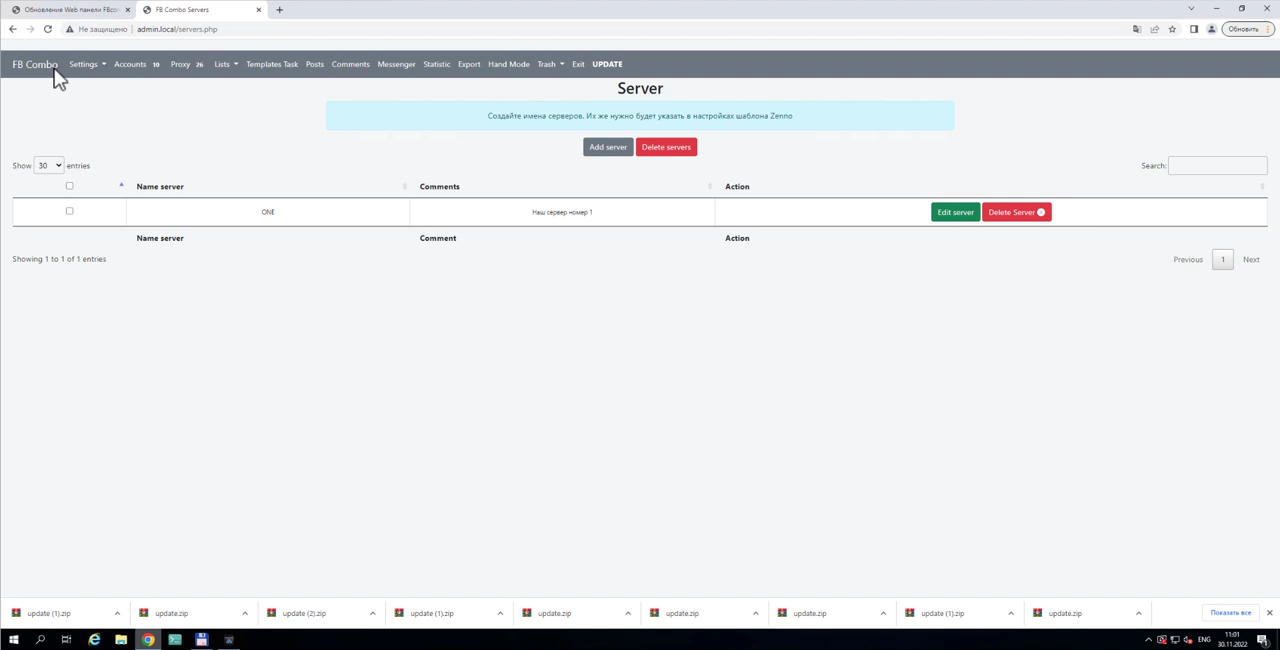 Обновление Web панели FBco
FB Combo Servers
Не защищено
admin.local/servers.php
Обновить
FB Combo
Settings
Accounts 10
Proxy 26
Lists
Templates Task
Posts
Comments
Messenger
Statistic
Export
Hand Mode
Trash
Exit
UPDATE
Server
Создайте имена серверов. Их же нужно будет указать в настройках шаблона Zenno
Add server
Delete servers
Show 30 entries
Search:
Name server
Comments
Action
ONE
Наш сервер номер 1
Edit server
Delete Server
Name server
Comment
Action
Showing 1 to 1 of 1 entries
Previous
1
Next
update (1).zip
update.zip
update (2).zip
update (1).zip
update.zip
update.zip
update.zip
update (1).zip
update.zip
Показать все
ENG
11:01
30.11.2022